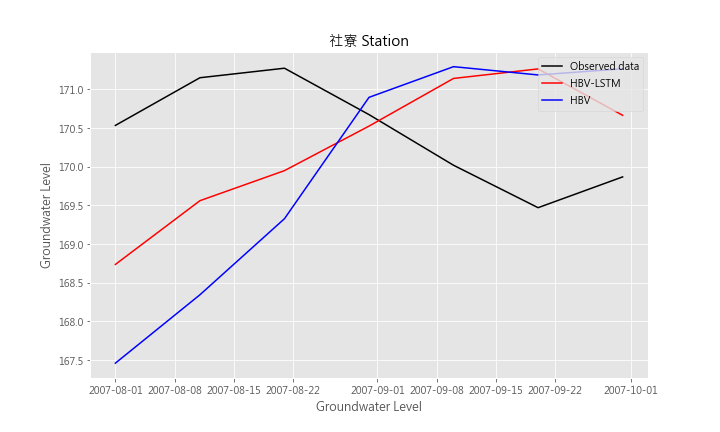 社寮 Station
Observed data
HBV-LSTM
HBV
Groundwater Level
171.0
170.5
170.0
169.5
169.0
168.5
168.0
167.5
2007-08-01 2007-08-08 2007-08-15 2007-08-22 2007-09-01 2007-09-08 2007-09-15 2007-09-22 2007-10-01
Groundwater Level